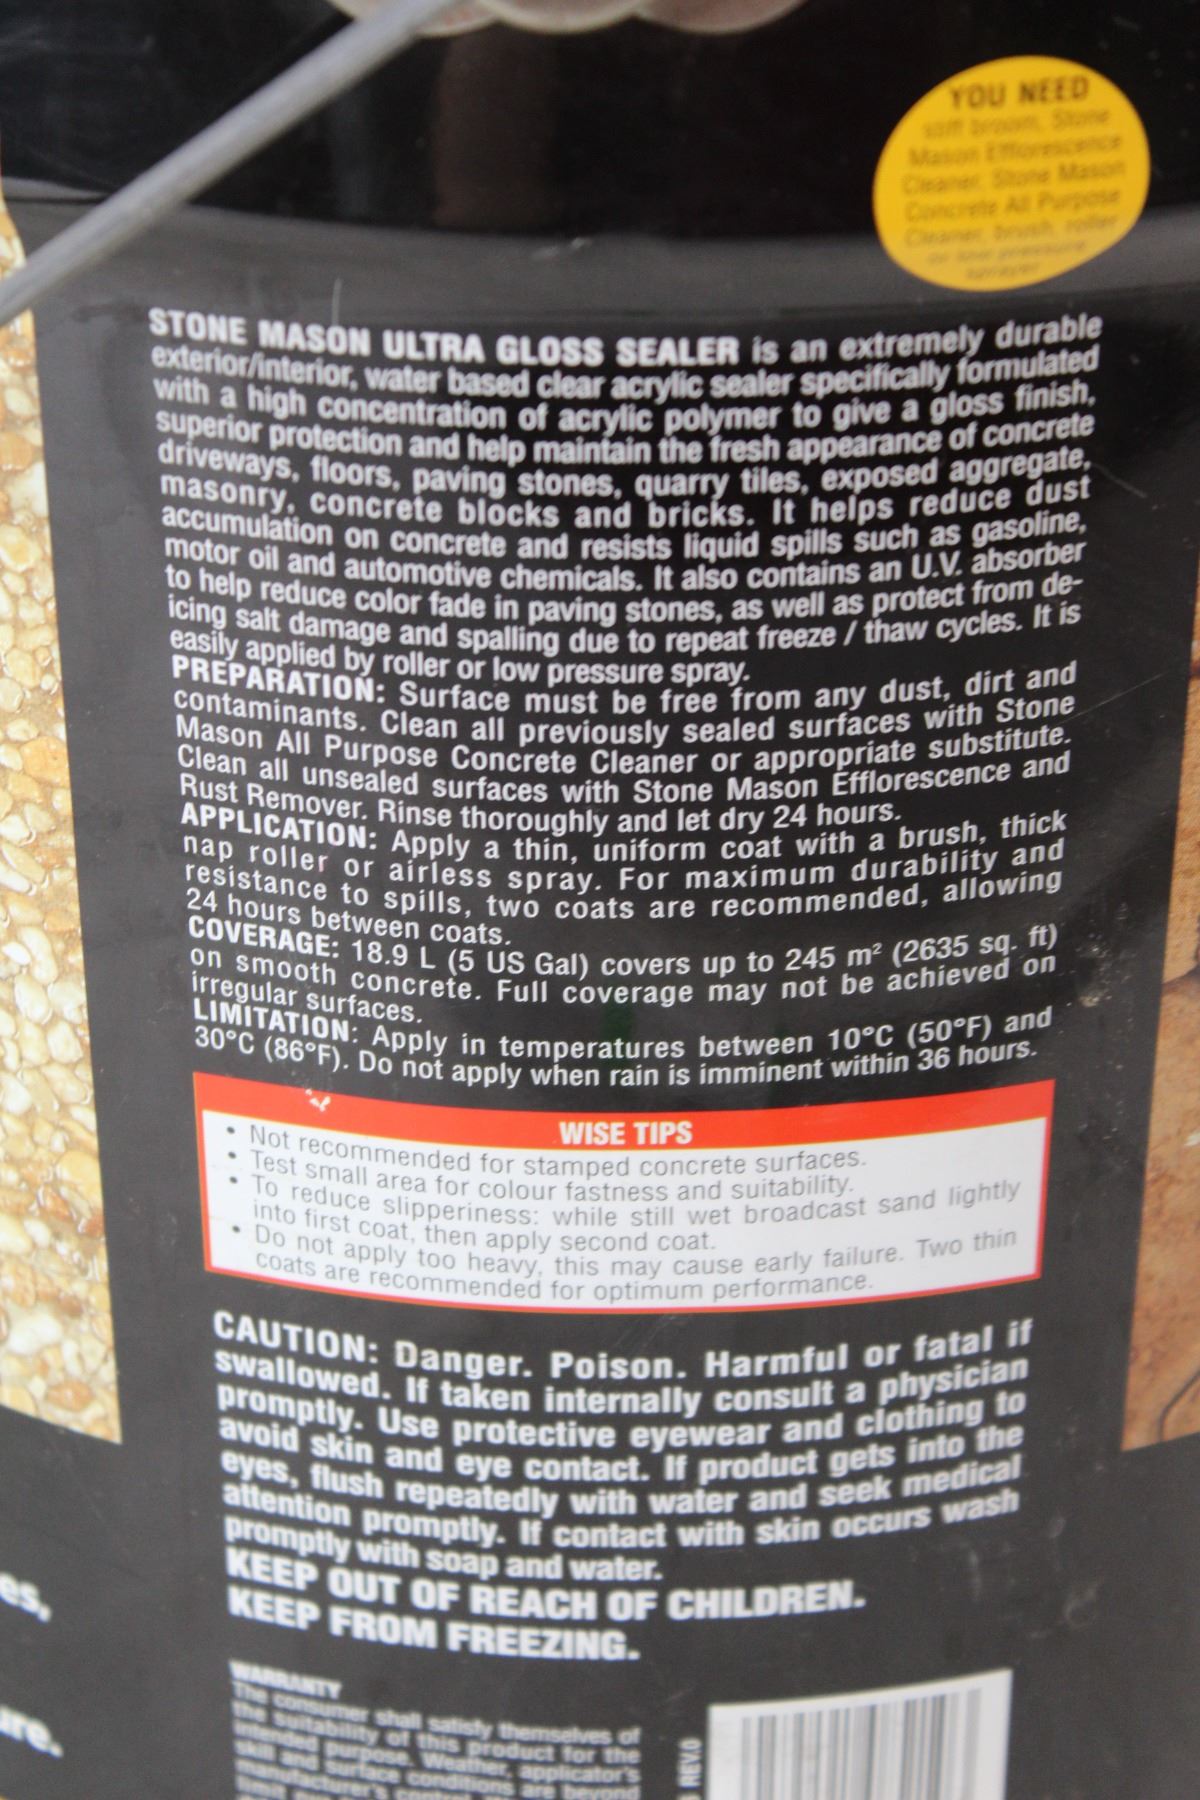 YOU NEED
stiff broom, Stone
Mason Efflorescence
Cleaner, Stone Mason
Concrete All Purpose
Cleaner, brush, roller
or low pressure
sprayer
STONE MASON ULTRA GLOSS SEALER is an extremely durable
exterior/interior, water based clear acrylic sealer specifically formulated
with a high concentration of acrylic polymer to give a gloss finish,
superior protection and help maintain the fresh appearance of concrete
driveways, floors, paving stones, quarry tiles, exposed aggregate,
masonry, concrete blocks and bricks. It helps reduce dust
accumulation on concrete and resists liquid spills such as gasoline,
motor oil and automotive chemicals. It also contains an U.V. absorber
to help reduce color fade in paving stones, as well as protect from de-
icing salt damage and spalling due to repeat freeze / thaw cycles. It is
easily applied by roller or low pressure spray.
PREPARATION: Surface must be free from any dust, dirt and
contaminants. Clean all previously sealed surfaces with Stone
Mason All Purpose Concrete Cleaner or appropriate substitute.
Clean all unsealed surfaces with Stone Mason Efflorescence and
Rust Remover. Rinse thoroughly and let dry 24 hours.
APPLICATION: Apply a thin, uniform coat with a brush, thick
nap roller or airless spray. For maximum durability and
resistance to spills, two coats are recommended, allowing
24 hours between coats.
COVERAGE: 18.9 L (5 US Gal) covers up to 245 m² (2635 sq. ft)
on smooth concrete. Full coverage may not be achieved on
irregular surfaces.
LIMITATION: Apply in temperatures between 10°C (50°F) and
30°C (86°F). Do not apply when rain is imminent within 36 hours.
WISE TIPS
• Not recommended for stamped concrete surfaces.
• Test small area for colour fastness and suitability.
• To reduce slipperiness: while still wet broadcast sand lightly
into first coat, then apply second coat.
• Do not apply too heavy, this may cause early failure. Two thin
coats are recommended for optimum performance.
CAUTION: Danger. Poison. Harmful or fatal if
swallowed. If taken internally consult a physician
promptly. Use protective eyewear and clothing to
avoid skin and eye contact. If product gets into the
eyes, flush repeatedly with water and seek medical
attention promptly. If contact with skin occurs wash
promptly with soap and water.
KEEP OUT OF REACH OF CHILDREN.
KEEP FROM FREEZING.
es,
ure.
WARRANTY
The consumer shall satisfy themselves of
the suitability of this product for the
intended purpose. Weather, applicator's
skill and surface conditions are beyond
manufacturer's control
REV.0